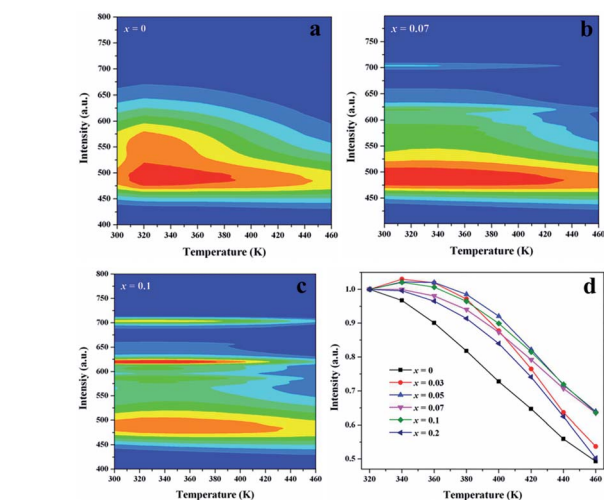 x = 0
a
800
750
700
650
600
550
500
450
400
Intensity (a.u.)
300 320 340 360 380 400 420 440 460
Temperature (K)
x = 0.07
b
750
700
650
600
550
500
450
Intensity (a.u.)
300 320 340 360 380 400 420 440 460
Temperature (K)
x = 0.1
c
800
750
700
650
600
550
500
450
400
Intensiy (a.u.)
300 320 340 360 380 400 420 440 460
Temperature (K)
d
1.0
0.9
0.8
0.7
0.6
0.5
Intensity (a.u.)
x = 0
x = 0.03
x = 0.05
x = 0.07
x = 0.1
x = 0.2
320 340 360 380 400 420 440 460
Temperature (K)